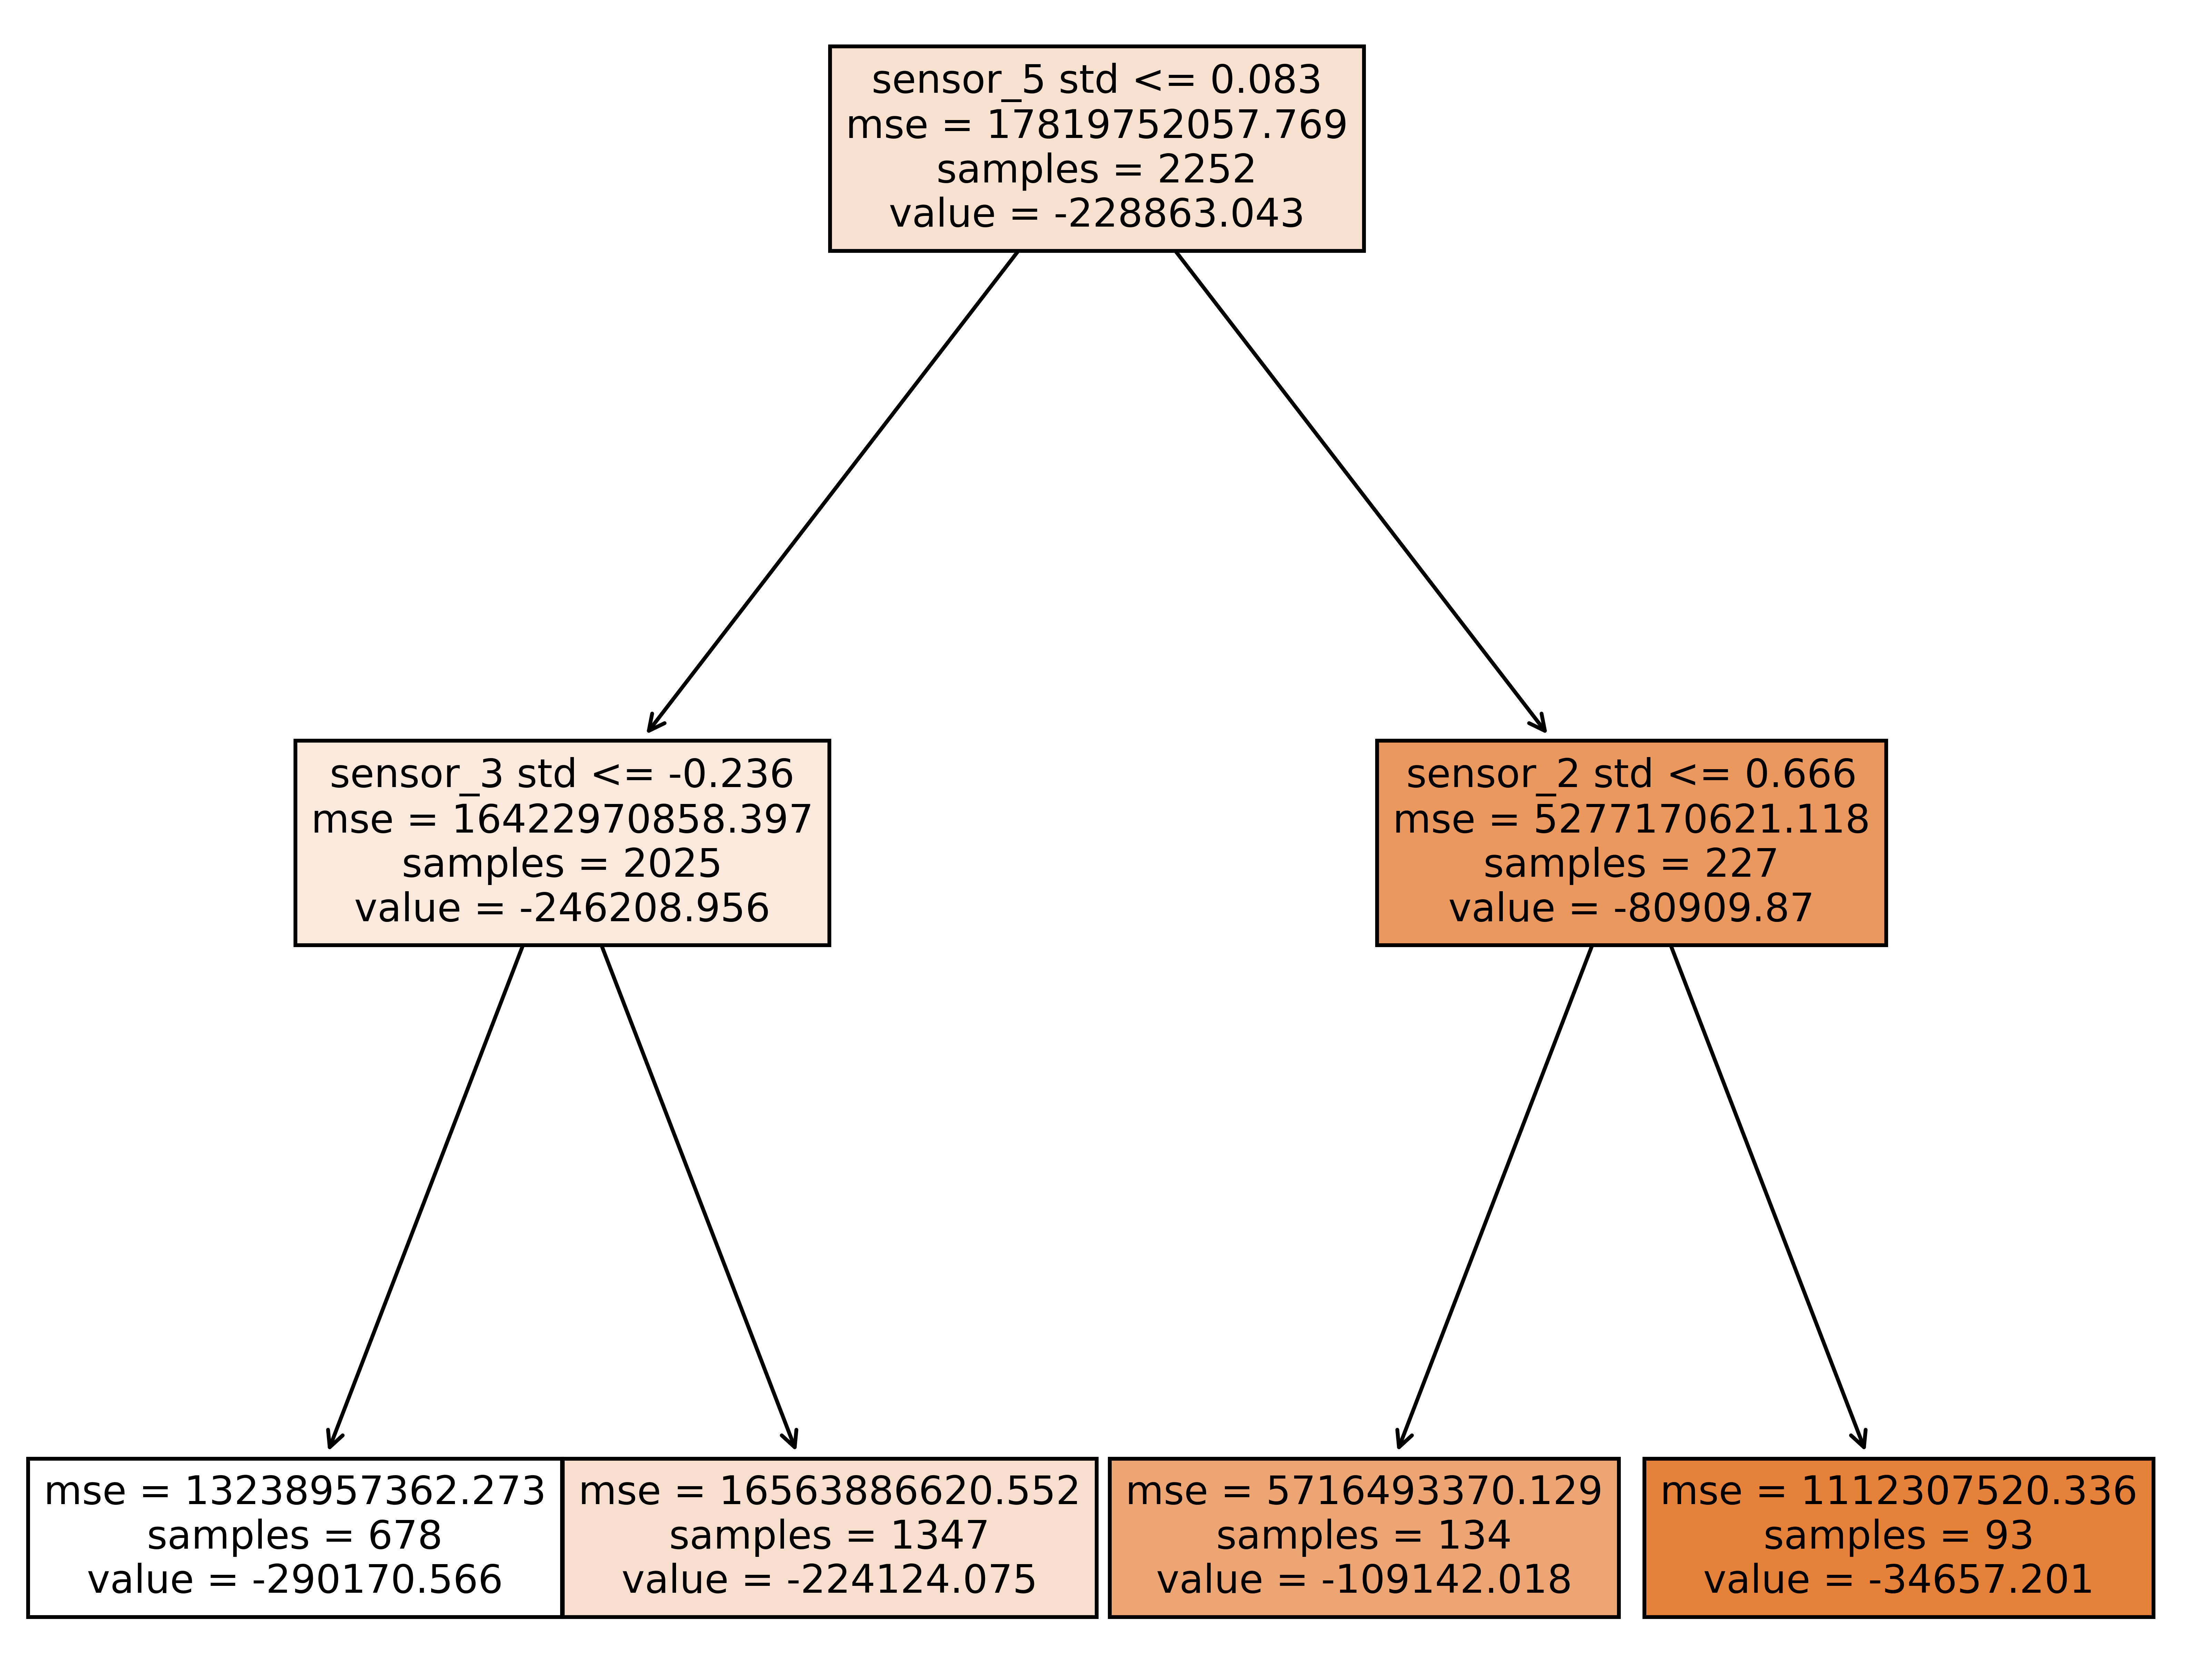 sensor_5 std <= 0.083
mse = 17819752057.769
samples = 2252
value = -228863.043
sensor_3 std <= -0.236
mse = 16422970858.397
samples = 2025
value = -246208.956
sensor_2 std <= 0.666
mse = 5277170621.118
samples = 227
value = -80909.87
mse = 13238957362.273
samples = 678
value = -290170.566
mse = 16563886620.552
samples = 1347
value = -224124.075
mse = 5716493370.129
samples = 134
value = -109142.018
mse = 1112307520.336
samples = 93
value = -34657.201